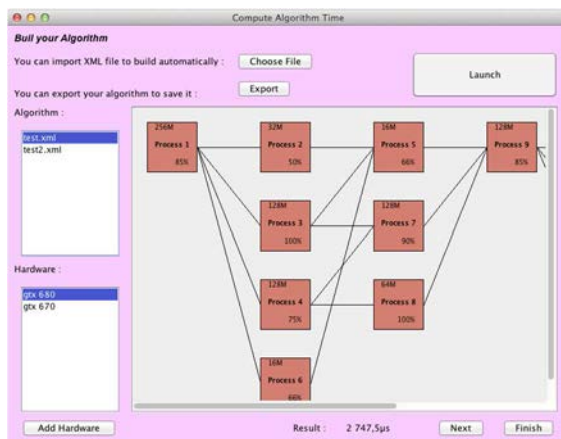 Compute Algorithm Time
Buil your Algorithm
You can import XML file to build automatically :
Choose File
Launch
You can export your algorithm to save it :
Export
Algorithm :
test.xml
test2.xml
Hardware :
gtx 680
gtx 670
256M
Process 1
85%
32M
Process 2
50%
16M
Process 5
66%
128M
Process 9
85%
128M
Process 3
100%
128M
Process 7
90%
128M
Process 4
75%
64M
Process 8
100%
16M
Process 6
66%
Add Hardware
Result : 2 747,5µs
Next
Finish